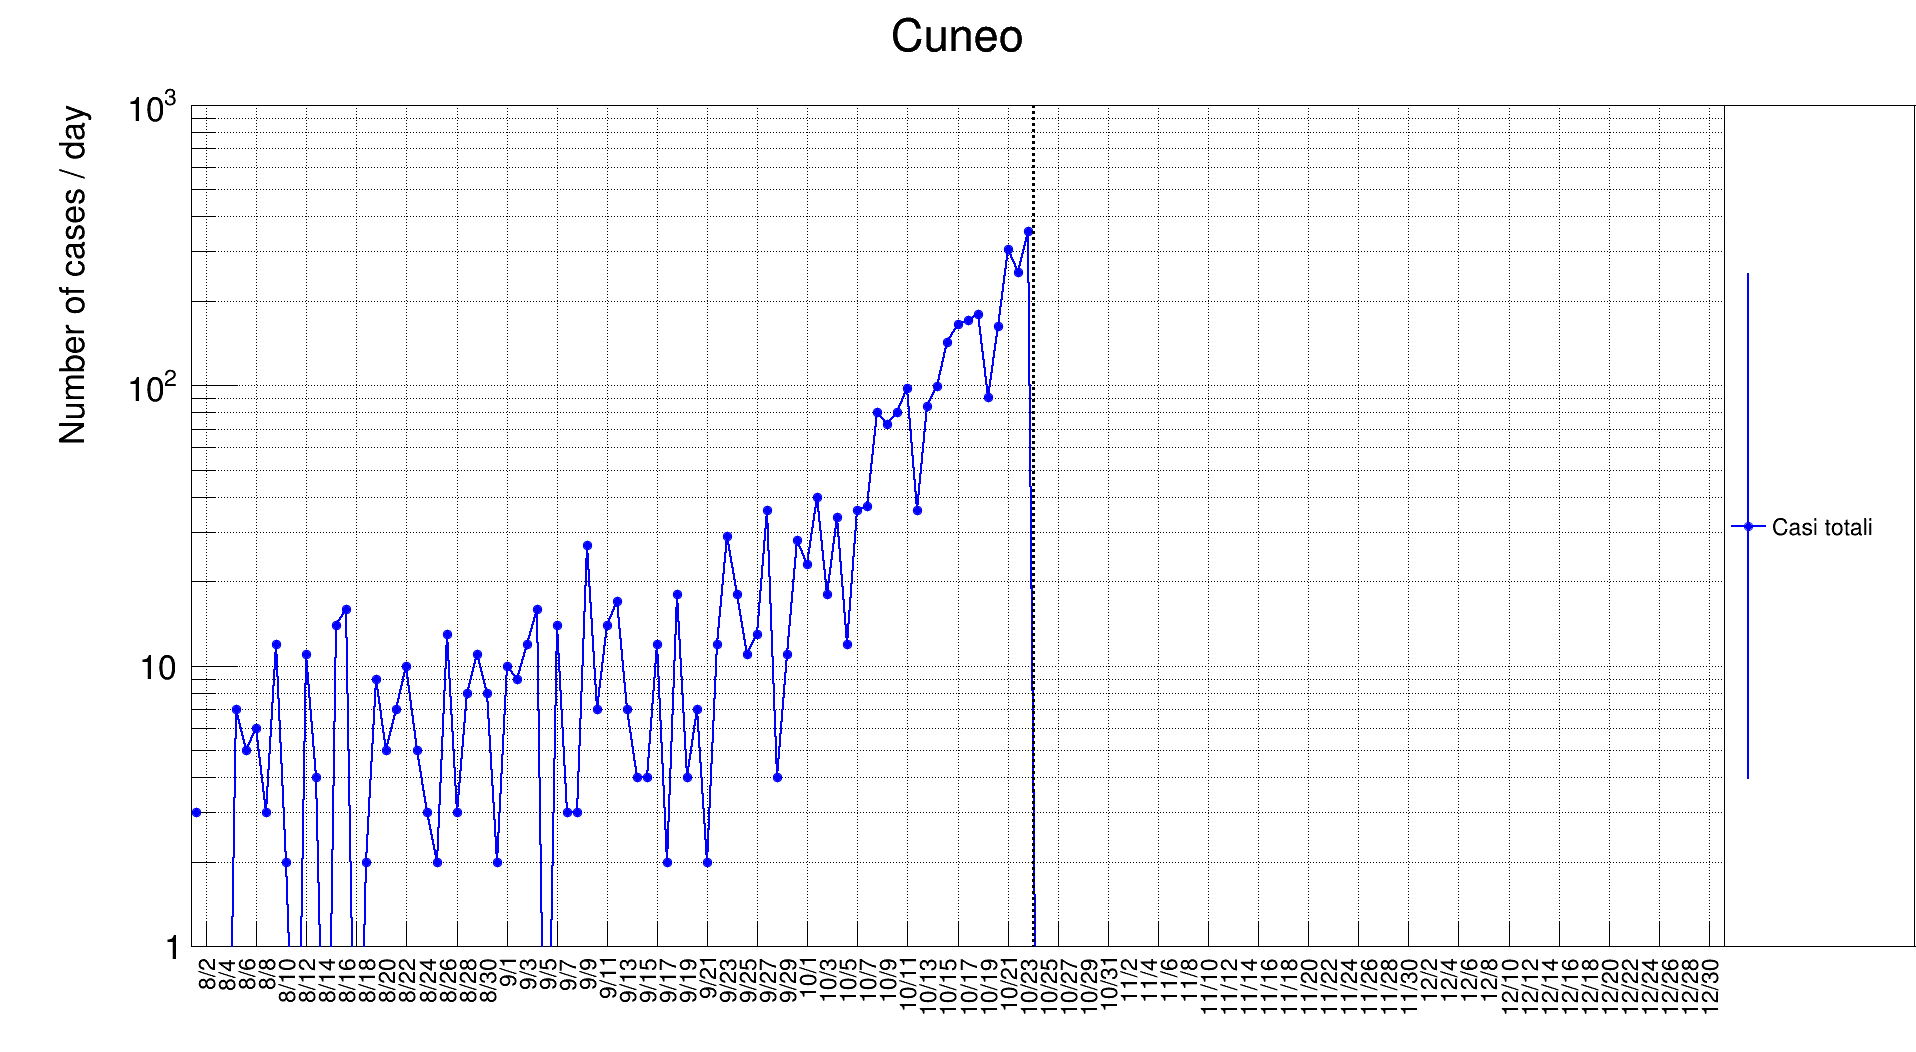 Cuneo
Number of cases / day
10³
10²
10
1
8/2 8/4 8/6 8/8 8/10 8/12 8/14 8/16 8/18 8/20 8/22 8/24 8/26 8/28 8/30 9/1 9/3 9/5 9/7 9/9 9/11 9/13 9/15 9/17 9/19 9/21 9/23 9/25 9/27 9/29 10/1 10/3 10/5 10/7 10/9 10/11 10/13 10/15 10/17 10/19 10/21 10/23 10/25 10/27 10/29 10/31 11/2 11/4 11/6 11/8 11/10 11/12 11/14 11/16 11/18 11/20 11/22 11/24 11/26 11/28 11/30 12/2 12/4 12/6 12/8 12/10 12/12 12/14 12/16 12/18 12/20 12/22 12/24 12/26 12/28 12/30
Casi totali